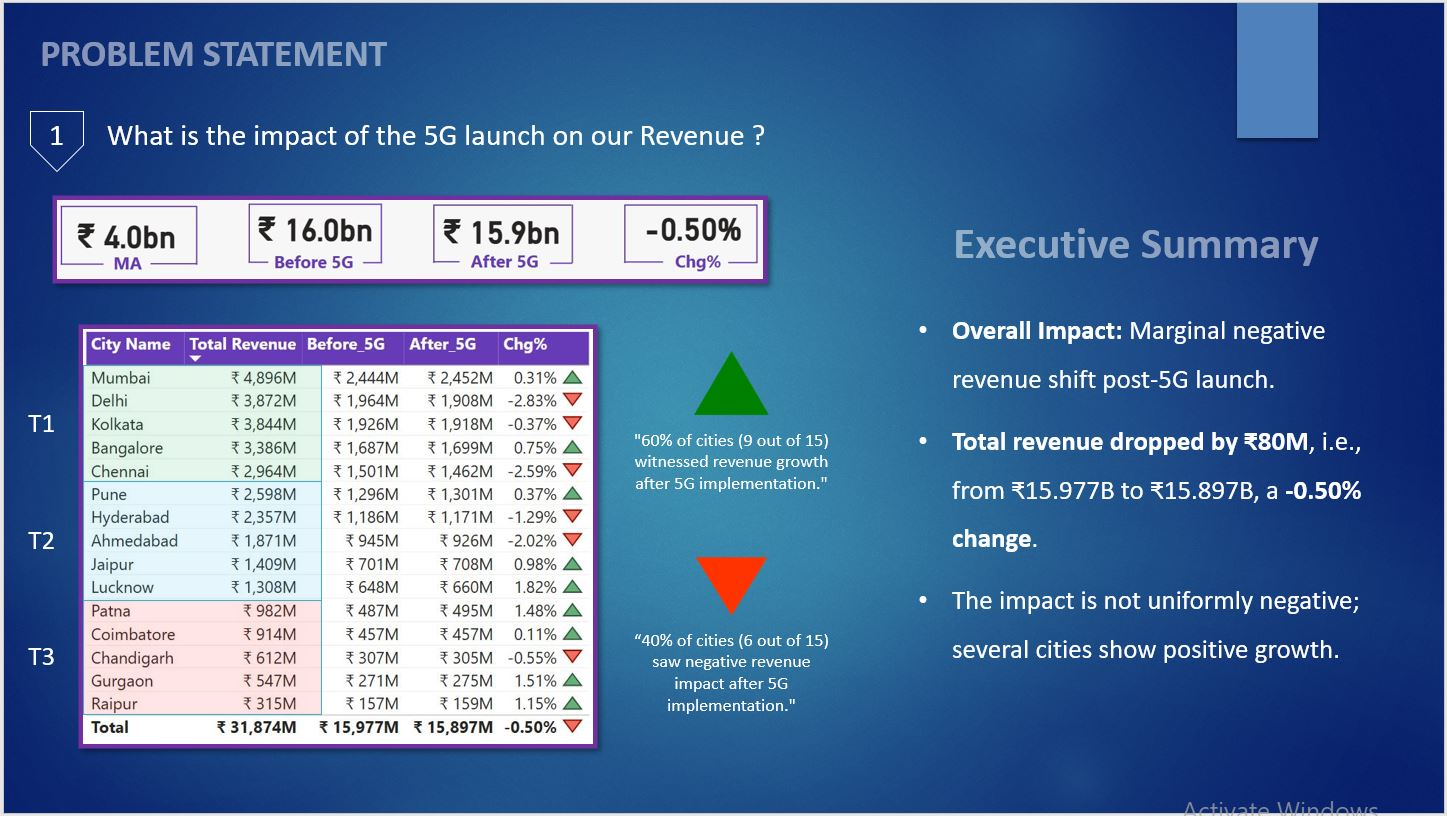 PROBLEM STATEMENT
1
What is the impact of the 5G launch on our Revenue ?
₹ 4.0bn
MA
₹ 16.0bn
Before 5G
₹ 15.9bn
After 5G
-0.50%
Chg%
City Name Total Revenue Before_5G After_5G Chg%
Mumbai ₹ 4,896M ₹ 2,444M ₹ 2,452M 0.31%
Delhi ₹ 3,872M ₹ 1,964M ₹ 1,908M -2.83%
T1
Kolkata ₹ 3,844M ₹ 1,926M ₹ 1,918M -0.37%
Bangalore ₹ 3,386M ₹ 1,687M ₹ 1,699M 0.75%
Chennai ₹ 2,964M ₹ 1,501M ₹ 1,462M -2.59%
Pune ₹ 2,598M ₹ 1,296M ₹ 1,301M 0.37%
Hyderabad ₹ 2,357M ₹ 1,186M ₹ 1,171M -1.29%
T2
Ahmedabad ₹ 1,871M ₹ 945M ₹ 926M -2.02%
Jaipur ₹ 1,409M ₹ 701M ₹ 708M 0.98%
Lucknow ₹ 1,308M ₹ 648M ₹ 660M 1.82%
Patna ₹ 982M ₹ 487M ₹ 495M 1.48%
Coimbatore ₹ 914M ₹ 457M ₹ 457M 0.11%
T3
Chandigarh ₹ 612M ₹ 307M ₹ 305M -0.55%
Gurgaon ₹ 547M ₹ 271M ₹ 275M 1.51%
Raipur ₹ 315M ₹ 157M ₹ 159M 1.15%
Total ₹ 31,874M ₹ 15,977M ₹ 15,897M -0.50%
"60% of cities (9 out of 15)
witnessed revenue growth
after 5G implementation."
“40% of cities (6 out of 15)
saw negative revenue
impact after 5G
implementation."
Executive Summary
• Overall Impact: Marginal negative
revenue shift post-5G launch.
• Total revenue dropped by ₹80M, i.e.,
from ₹15.977B to ₹15.897B, a -0.50%
change.
• The impact is not uniformly negative;
several cities show positive growth.
Activate Windows